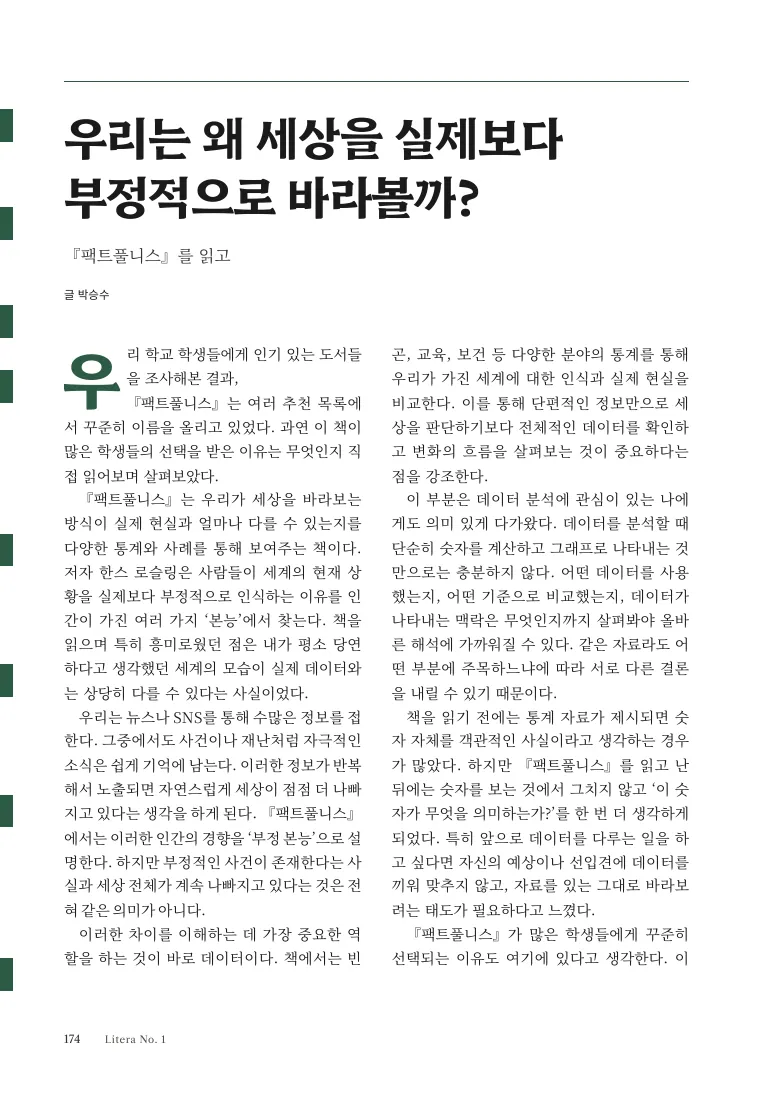 우리는 왜 세상을 실제보다
부정적으로 바라볼까?
『팩트풀니스』를 읽고
글 박승수
우리 학교 학생들에게 인기 있는 도서들
을 조사해본 결과,
『팩트풀니스』는 여러 추천 목록에
서 꾸준히 이름을 올리고 있었다. 과연 이 책이
많은 학생들의 선택을 받은 이유는 무엇인지 직
접 읽어보며 살펴보았다.
『팩트풀니스』는 우리가 세상을 바라보는
방식이 실제 현실과 얼마나 다를 수 있는지를
다양한 통계와 사례를 통해 보여주는 책이다.
저자 한스 로슬링은 사람들이 세계의 현재 상
황을 실제보다 부정적으로 인식하는 이유를 인
간이 가진 여러 가지 ‘본능’에서 찾는다. 책을
읽으며 특히 흥미로웠던 점은 내가 평소 당연
하다고 생각했던 세계의 모습이 실제 데이터와
는 상당히 다를 수 있다는 사실이었다.
우리는 뉴스나 SNS를 통해 수많은 정보를 접
한다. 그중에서도 사건이나 재난처럼 자극적인
소식은 쉽게 기억에 남는다. 이러한 정보가 반복
해서 노출되면 자연스럽게 세상이 점점 더 나빠
지고 있다는 생각을 하게 된다. 『팩트풀니스』
에서는 이러한 인간의 경향을 ‘부정 본능’으로 설
명한다. 하지만 부정적인 사건이 존재한다는 사
실과 세상 전체가 계속 나빠지고 있다는 것은 전
혀 같은 의미가 아니다.
이러한 차이를 이해하는 데 가장 중요한 역
할을 하는 것이 바로 데이터이다. 책에서는 빈
곤, 교육, 보건 등 다양한 분야의 통계를 통해
우리가 가진 세계에 대한 인식과 실제 현실을
비교한다. 이를 통해 단편적인 정보만으로 세
상을 판단하기보다 전체적인 데이터를 확인하
고 변화의 흐름을 살펴보는 것이 중요하다는
점을 강조한다.
이 부분은 데이터 분석에 관심이 있는 나에
게도 의미 있게 다가왔다. 데이터를 분석할 때
단순히 숫자를 계산하고 그래프로 나타내는 것
만으로는 충분하지 않다. 어떤 데이터를 사용
했는지, 어떤 기준으로 비교했는지, 데이터가
나타내는 맥락은 무엇인지까지 살펴봐야 올바
른 해석에 가까워질 수 있다. 같은 자료라도 어
떤 부분에 주목하느냐에 따라 서로 다른 결론
을 내릴 수 있기 때문이다.
책을 읽기 전에는 통계 자료가 제시되면 숫
자 자체를 객관적인 사실이라고 생각하는 경우
가 많았다. 하지만 『팩트풀니스』를 읽고 난
뒤에는 숫자를 보는 것에서 그치지 않고 ‘이 숫
자가 무엇을 의미하는가?’를 한 번 더 생각하게
되었다. 특히 앞으로 데이터를 다루는 일을 하
고 싶다면 자신의 예상이나 선입견에 데이터를
끼워 맞추지 않고, 자료를 있는 그대로 바라보
려는 태도가 필요하다고 느꼈다.
『팩트풀니스』가 많은 학생들에게 꾸준히
선택되는 이유도 여기에 있다고 생각한다. 이
174 Litera No. 1